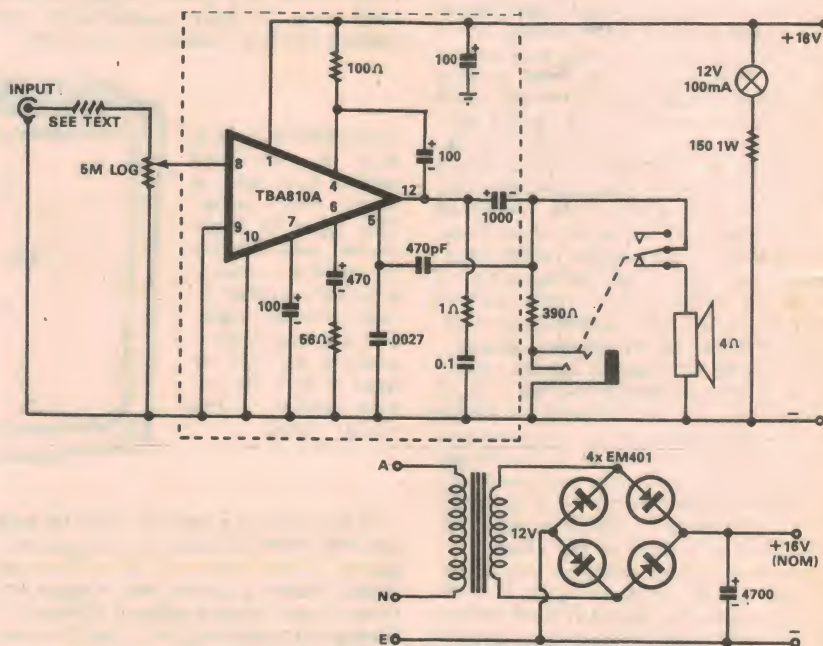 +16V
100Ω
100
+
-
12V
100mA
INPUT
SEE TEXT
150 1W
5M LOG
8
1
+
-
100
4
TBA810A
12
+ -
1000
9
10
7
6
5
470pF
+
-
470
1Ω
390Ω
+
-
100
56Ω
.0027
4Ω
0.1
-
A
4x EM401
12V
+16V
(NOM)
+
-
4700
N
E
-